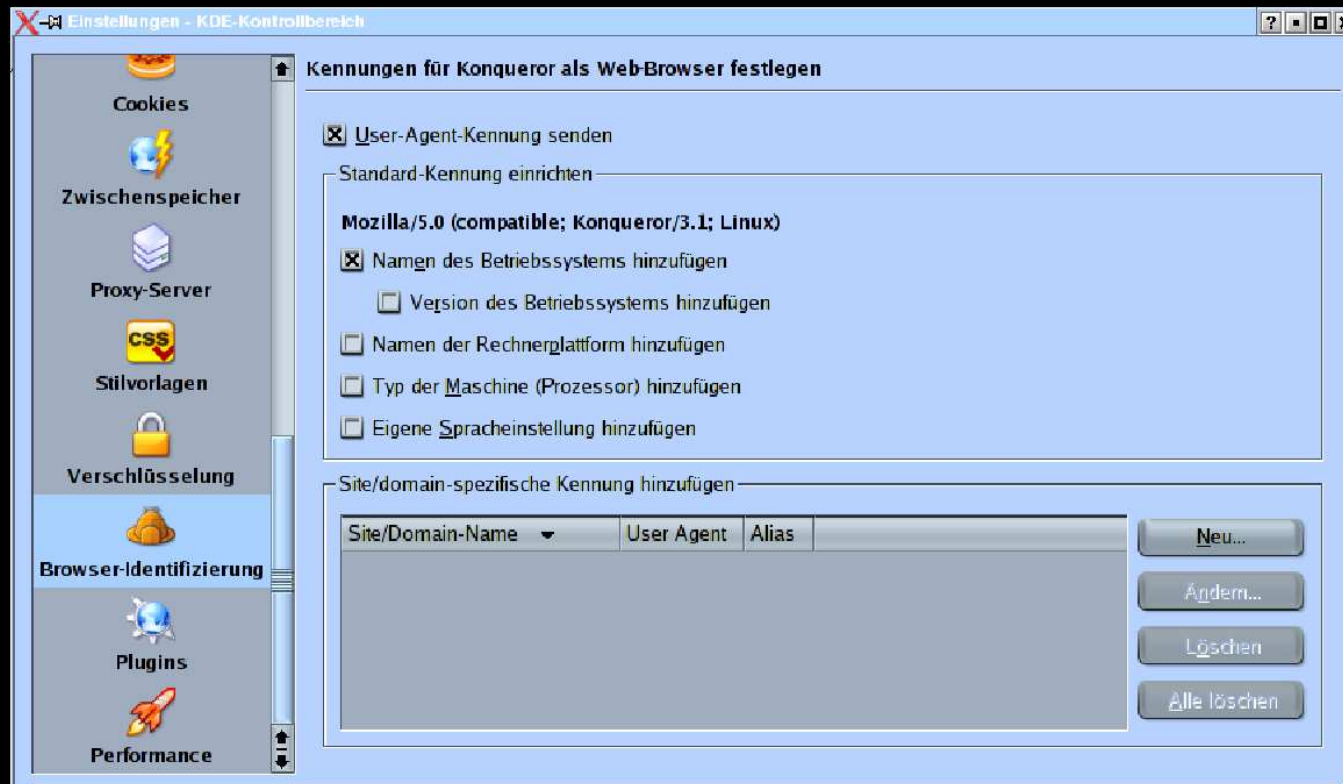 Einstellungen - KDE-Kontrollbereich
Cookies
Zwischenspeicher
Proxy-Server
CSS
Stilvorlagen
Verschlüsselung
Browser-Identifizierung
Plugins
Performance
Kennungen für Konqueror als Web-Browser festlegen
User-Agent-Kennung senden
Standard-Kennung einrichten
Mozilla/5.0 (compatible; Konqueror/3.1; Linux)
Namen des Betriebssystems hinzufügen
Version des Betriebssystems hinzufügen
Namen der Rechnerplattform hinzufügen
Typ der Maschine (Prozessor) hinzufügen
Eigene Spracheinstellung hinzufügen
Site/domain-spezifische Kennung hinzufügen
Site/Domain-Name User Agent Alias
Neu...
Ändern...
Löschen
Alle löschen